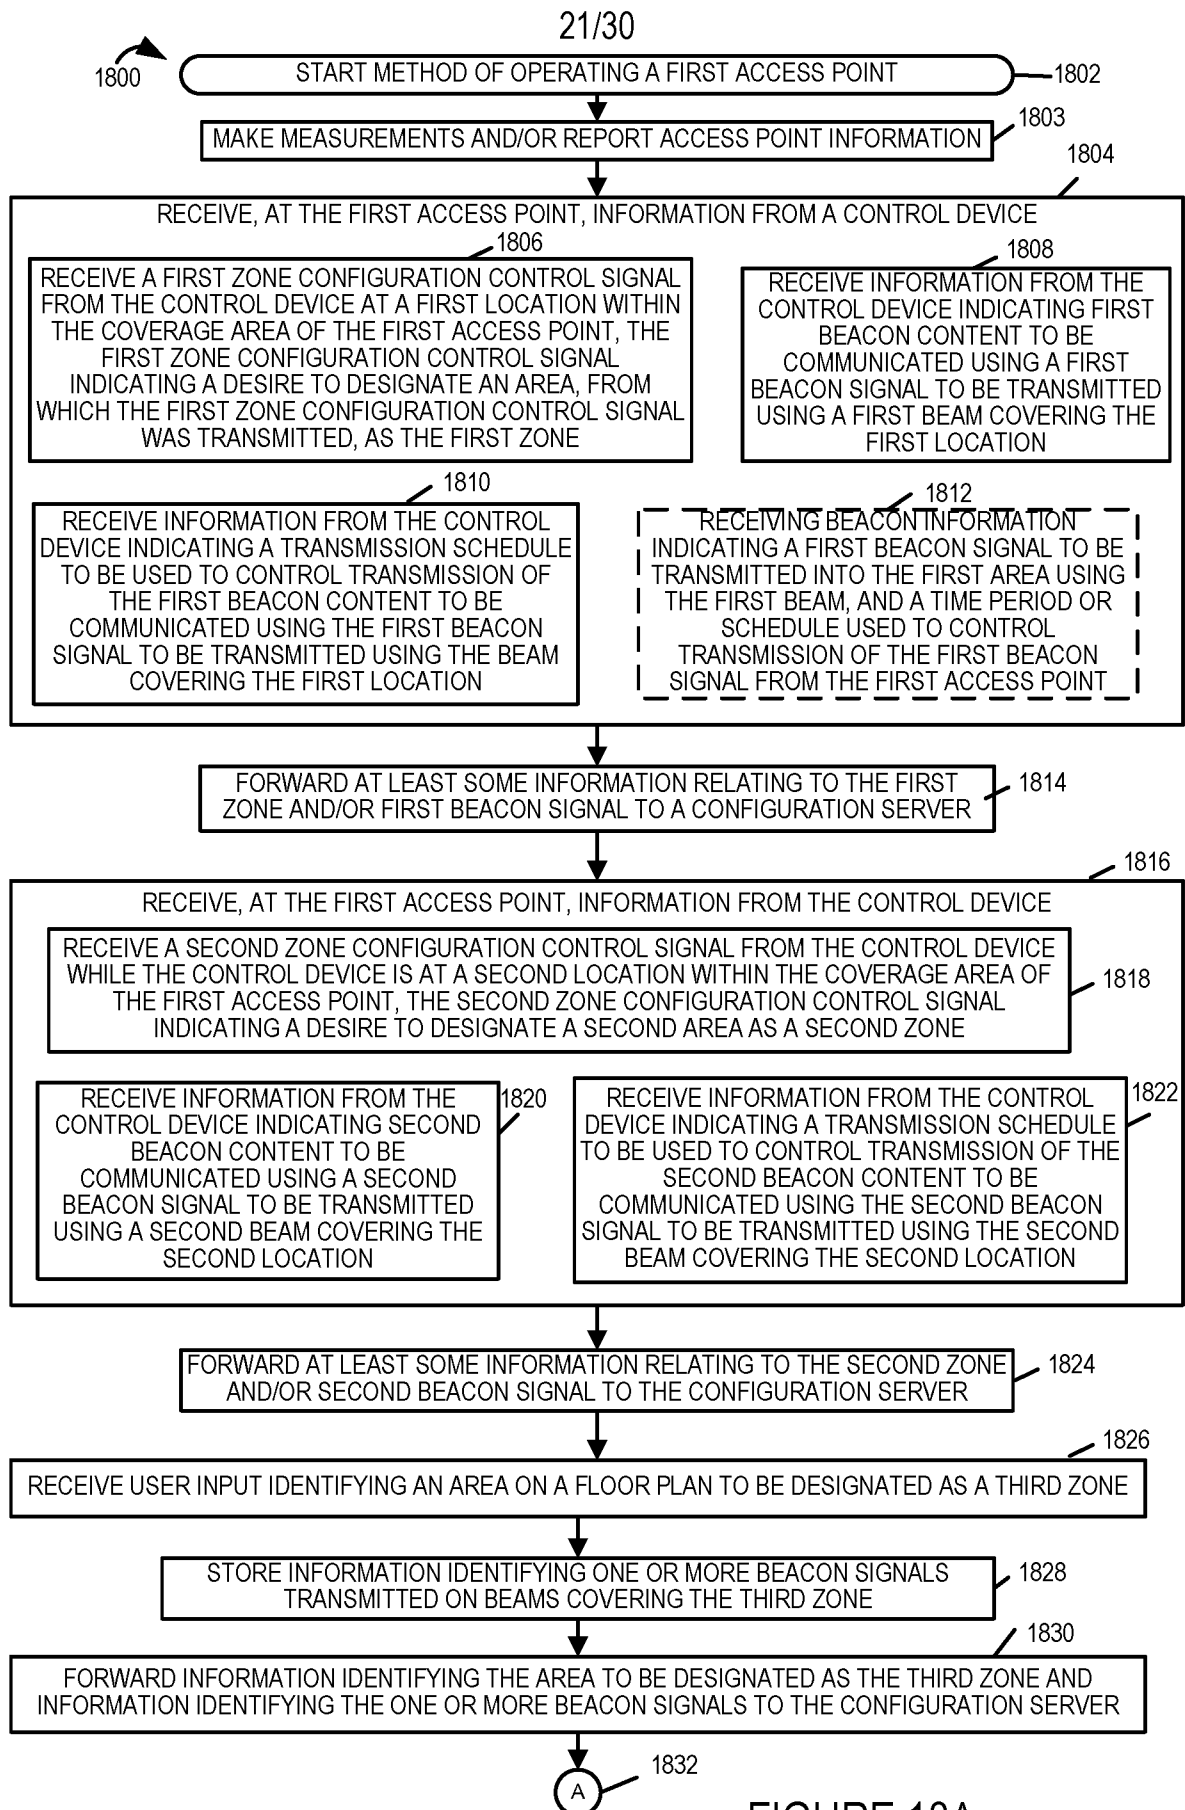 21/30
1800
START METHOD OF OPERATING A FIRST ACCESS POINT
1802
MAKE MEASUREMENTS AND/OR REPORT ACCESS POINT INFORMATION
1803
1804
RECEIVE, AT THE FIRST ACCESS POINT, INFORMATION FROM A CONTROL DEVICE
1806
RECEIVE A FIRST ZONE CONFIGURATION CONTROL SIGNAL
FROM THE CONTROL DEVICE AT A FIRST LOCATION WITHIN
THE COVERAGE AREA OF THE FIRST ACCESS POINT, THE
FIRST ZONE CONFIGURATION CONTROL SIGNAL
INDICATING A DESIRE TO DESIGNATE AN AREA, FROM
WHICH THE FIRST ZONE CONFIGURATION CONTROL SIGNAL
WAS TRANSMITTED, AS THE FIRST ZONE
1808
RECEIVE INFORMATION FROM THE
CONTROL DEVICE INDICATING FIRST
BEACON CONTENT TO BE
COMMUNICATED USING A FIRST
BEACON SIGNAL TO BE TRANSMITTED
USING A FIRST BEAM COVERING THE
FIRST LOCATION
1810
RECEIVE INFORMATION FROM THE CONTROL
DEVICE INDICATING A TRANSMISSION SCHEDULE
TO BE USED TO CONTROL TRANSMISSION OF
THE FIRST BEACON CONTENT TO BE
COMMUNICATED USING THE FIRST BEACON
SIGNAL TO BE TRANSMITTED USING THE BEAM
COVERING THE FIRST LOCATION
1812
RECEIVING BEACON INFORMATION
INDICATING A FIRST BEACON SIGNAL TO BE
TRANSMITTED INTO THE FIRST AREA USING
THE FIRST BEAM, AND A TIME PERIOD OR
SCHEDULE USED TO CONTROL
TRANSMISSION OF THE FIRST BEACON
SIGNAL FROM THE FIRST ACCESS POINT
FORWARD AT LEAST SOME INFORMATION RELATING TO THE FIRST
ZONE AND/OR FIRST BEACON SIGNAL TO A CONFIGURATION SERVER
1814
1816
RECEIVE, AT THE FIRST ACCESS POINT, INFORMATION FROM THE CONTROL DEVICE
RECEIVE A SECOND ZONE CONFIGURATION CONTROL SIGNAL FROM THE CONTROL DEVICE
WHILE THE CONTROL DEVICE IS AT A SECOND LOCATION WITHIN THE COVERAGE AREA OF
THE FIRST ACCESS POINT, THE SECOND ZONE CONFIGURATION CONTROL SIGNAL
INDICATING A DESIRE TO DESIGNATE A SECOND AREA AS A SECOND ZONE
1818
RECEIVE INFORMATION FROM THE
CONTROL DEVICE INDICATING SECOND
BEACON CONTENT TO BE
COMMUNICATED USING A SECOND
BEACON SIGNAL TO BE TRANSMITTED
USING A SECOND BEAM COVERING THE
SECOND LOCATION
1820
RECEIVE INFORMATION FROM THE CONTROL
DEVICE INDICATING A TRANSMISSION SCHEDULE
TO BE USED TO CONTROL TRANSMISSION OF THE
SECOND BEACON CONTENT TO BE
COMMUNICATED USING THE SECOND BEACON
SIGNAL TO BE TRANSMITTED USING THE SECOND
BEAM COVERING THE SECOND LOCATION
1822
FORWARD AT LEAST SOME INFORMATION RELATING TO THE SECOND ZONE
AND/OR SECOND BEACON SIGNAL TO THE CONFIGURATION SERVER
1824
1826
RECEIVE USER INPUT IDENTIFYING AN AREA ON A FLOOR PLAN TO BE DESIGNATED AS A THIRD ZONE
STORE INFORMATION IDENTIFYING ONE OR MORE BEACON SIGNALS
TRANSMITTED ON BEAMS COVERING THE THIRD ZONE
1828
1830
FORWARD INFORMATION IDENTIFYING THE AREA TO BE DESIGNATED AS THE THIRD ZONE AND
INFORMATION IDENTIFYING THE ONE OR MORE BEACON SIGNALS TO THE CONFIGURATION SERVER
1832
A
FIGURE 18A